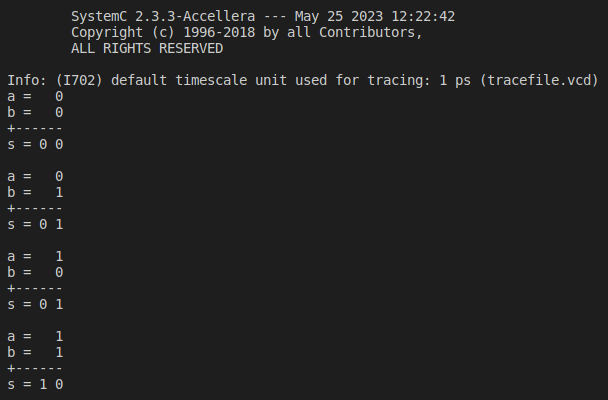 SystemC 2.3.3-Accellera --- May 25 2023 12:22:42
Copyright (c) 1996-2018 by all Contributors,
ALL RIGHTS RESERVED
Info: (I702) default timescale unit used for tracing: 1 ps (tracefile.vcd)
a =   0
b =   0
+------
s = 0 0
a =   0
b =   1
+------
s = 0 1
a =   1
b =   0
+------
s = 0 1
a =   1
b =   1
+------
s = 1 0